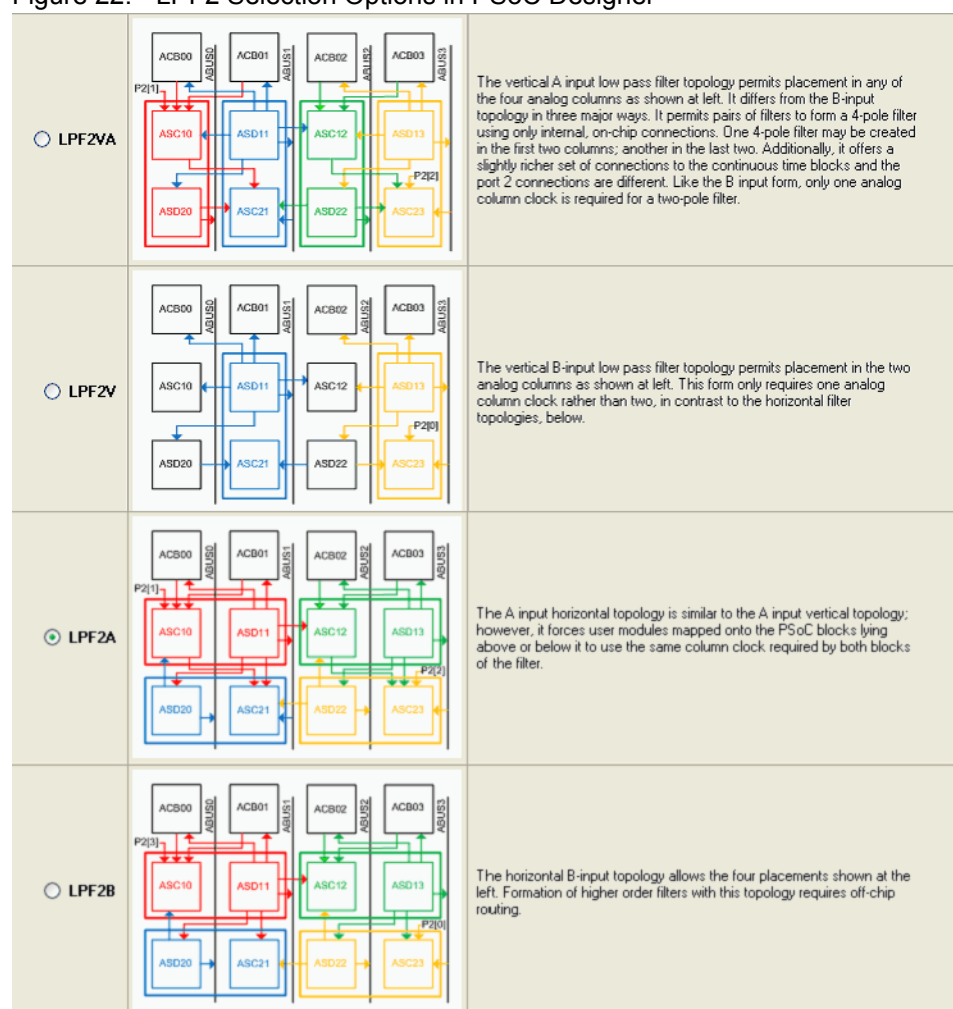 Figure 22. LPF2 Selection Options in PSoC Designer
ACB00
ABUS0
ACB01
ABUS1
ACB02
ABUS2
ACB03
ABUS3
P2[1]
ASC10
ASD11
ASC12
ASD13
P2[2]
ASD20
ASC21
ASD22
ASC23
LPF2VA
The vertical A input low pass filter topology permits placement in any of
the four analog columns as shown at left. It differs from the B-input
topology in three major ways. It permits pairs of filters to form a 4-pole filter
using only internal, on-chip connections. One 4-pole filter may be created
in the first two columns; another in the last two. Additionally, it offers a
slightly richer set of connections to the continuous time blocks and the
port 2 connections are different. Like the B input form, only one analog
column clock is required for a two-pole filter.
ACB00
ABUS0
ACB01
ABUS1
ACB02
ABUS2
ACB03
ABUS3
ASC10
ASD11
ASC12
ASD13
P2[0]
ASD20
ASC21
ASD22
ASC23
LPF2V
The vertical B-input low pass filter topology permits placement in the two
analog columns as shown at left. This form only requires one analog
column clock rather than two, in contrast to the horizontal filter
topologies, below.
ACB00
ABUS0
ACB01
ABUS1
ACB02
ABUS2
ACB03
ABUS3
P2[1]
ASC10
ASD11
ASC12
ASD13
P2[2]
ASD20
ASC21
ASD22
ASC23
LPF2A
The A input horizontal topology is similar to the A input vertical topology;
however, it forces user modules mapped onto the PSoC blocks lying
above or below it to use the same column clock required by both blocks
of the filter.
ACB00
ABUS0
ACB01
ABUS1
ACB02
ABUS2
ACB03
ABUS3
P2[3]
ASC10
ASD11
ASC12
ASD13
P2[0]
ASD20
ASC21
ASD22
ASC23
LPF2B
The horizontal B-input topology allows the four placements shown at the
left. Formation of higher order filters with this topology requires off-chip
routing.